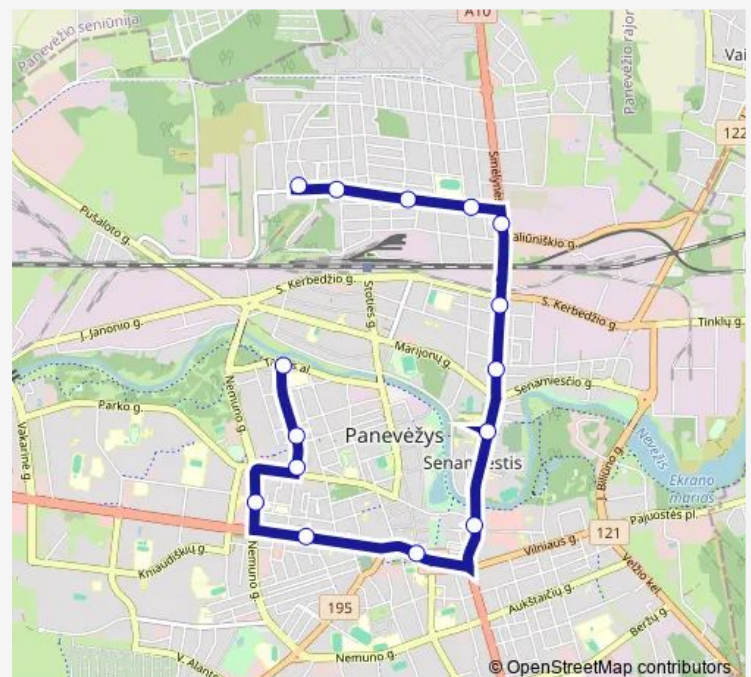 A10
Panevėžio seniūnija
Panevėžio rajon
Vai
122
Smėlynės
Pušaloto g.
aliūniškio g.
S. Kerbedžio g.
S. Kerbedžio g.
Tinklų g.
Stoties g.
J. Janonio g.
Marijonų g.
Nemuno g.
Senamiesčio g.
Parko g.
Vakarinė g.
Panevėžys
Nevėžis
Ekrano
marios
J. Biliūno g.
Pajuostės pl.
121
Vilniaus g.
Kniaudiškių g.
Nemuno g.
Velžio kel.
195
Aukštaičių g.
Beržų g.
Nemuno g.
© OpenStreetMap contributors